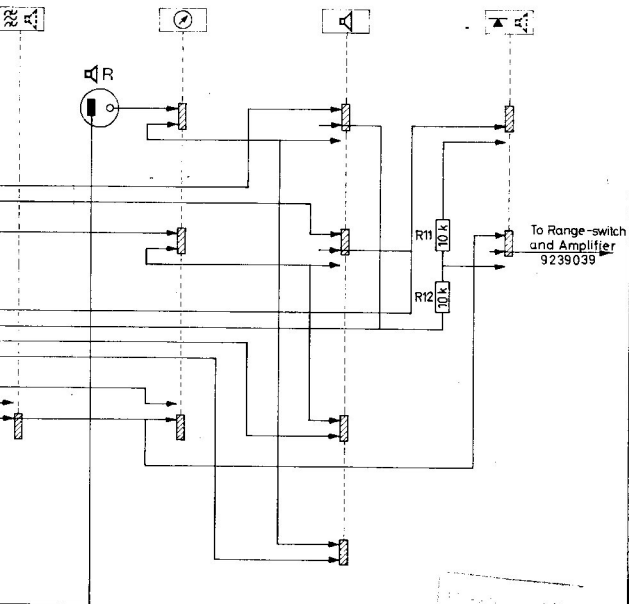 R
R11
10 k
R12
10 k
To Range-switch
and Amplifier
9239039